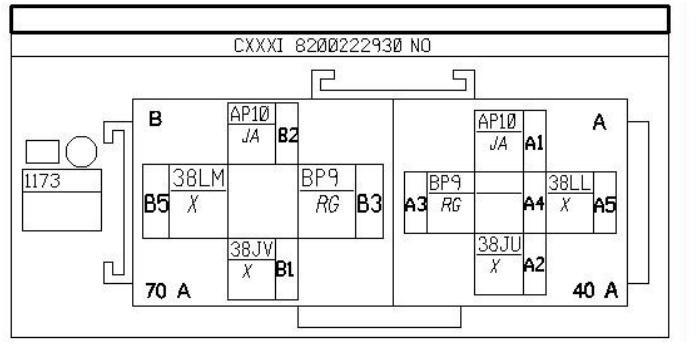 CXXXI 8200222930 NO
B
AP10
JA B2
AP10
JA A1
A
1173
38LM
B5 X
BP9
RG B3
BP9
A3 RG
A4
38LL
X A5
38JV
X B1
38JU
X A2
70 A
40 A